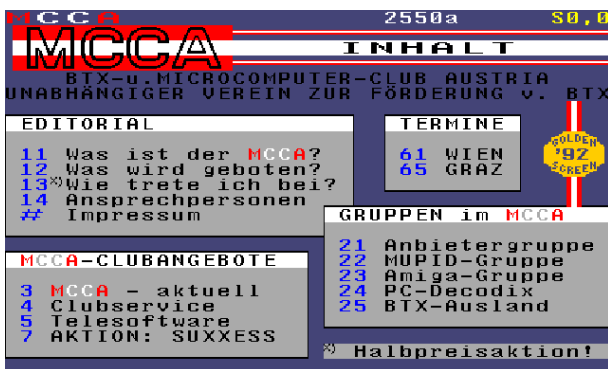 MCCA 2550a S0,0
MCCA INHALT
BTX-u.MICROCOMPUTER-CLUB AUSTRIA
UNABHÄNGIGER VEREIN ZUR FÖRDERUNG v. BTX
EDITORIAL
11 Was ist der MCCA?
12 Was wird geboten?
13*)Wie trete ich bei?
14 Ansprechpersonen
# Impressum
TERMINE
61 WIEN
65 GRAZ
GOLDEN
'92
SCREEN
GRUPPEN im MCCA
21 Anbietergruppe
22 MUPID-Gruppe
23 Amiga-Gruppe
24 PC-Decodix
25 BTX-Ausland
MCCA-CLUBANGEBOTE
3 MCCA - aktuell
4 Clubservice
5 Telesoftware
7 AKTION: SUXXESS
*) Halbpreisaktion!